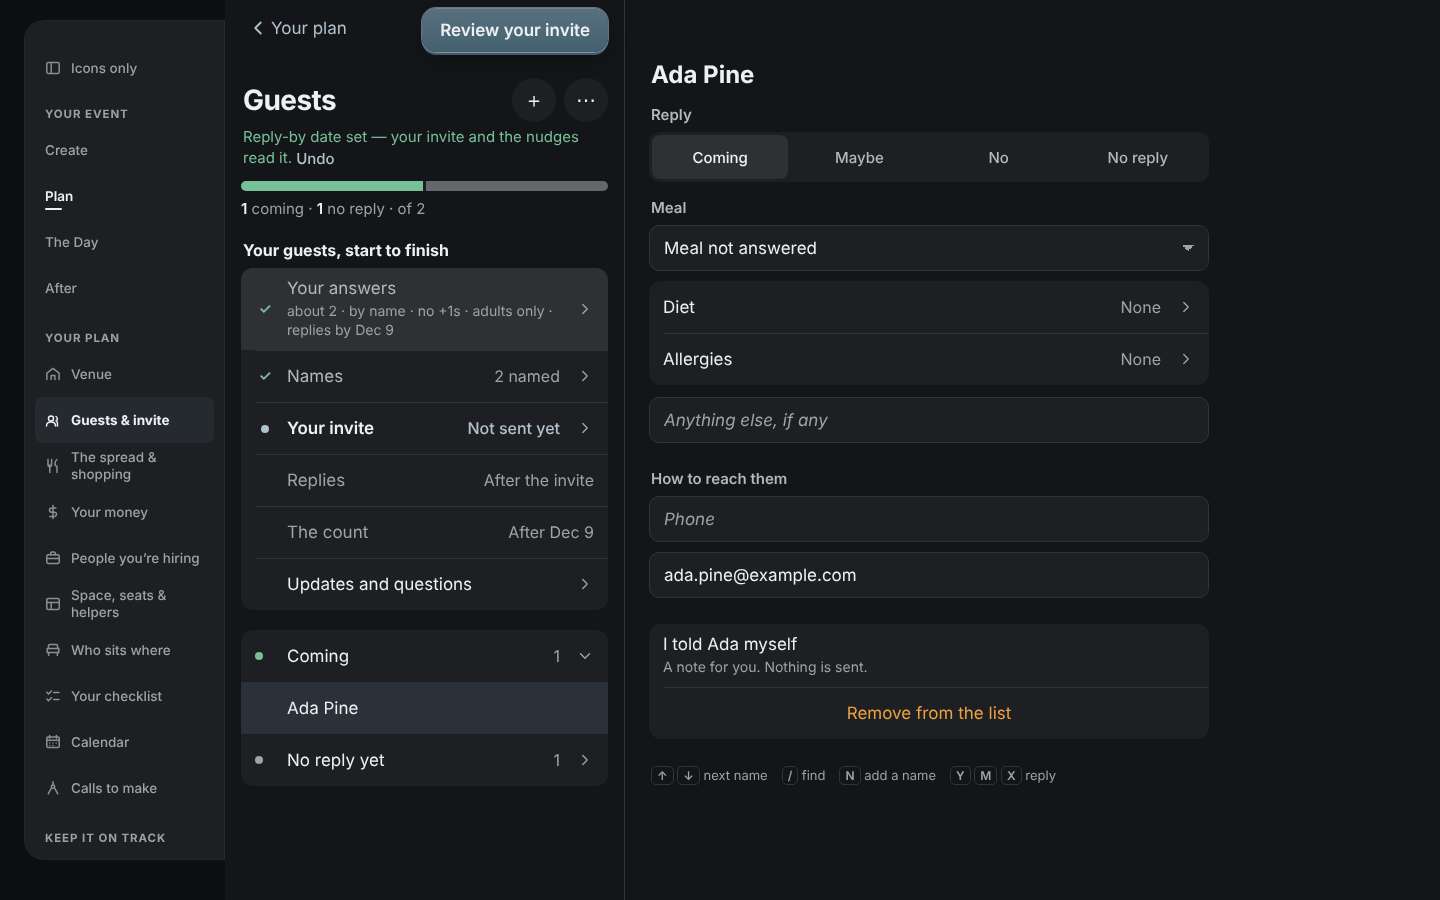 Icons only
YOUR EVENT
Create
Plan
The Day
After
YOUR PLAN
Venue
Guests & invite
The spread &
shopping
Your money
People you’re hiring
Space, seats &
helpers
Who sits where
Your checklist
Calendar
Calls to make
KEEP IT ON TRACK
Your plan
Review your invite
Guests
+
···
Reply-by date set — your invite and the nudges
read it. Undo
1 coming · 1 no reply · of 2
Your guests, start to finish
Your answers
about 2 · by name · no +1s · adults only ·
replies by Dec 9
Names 2 named
Your invite Not sent yet
Replies After the invite
The count After Dec 9
Updates and questions
Coming 1
Ada Pine
No reply yet 1
Ada Pine
Reply
Coming Maybe No No reply
Meal
Meal not answered
Diet None
Allergies None
Anything else, if any
How to reach them
Phone
ada.pine@example.com
I told Ada myself
A note for you. Nothing is sent.
Remove from the list
↑ ↓ next name / find N add a name Y M X reply